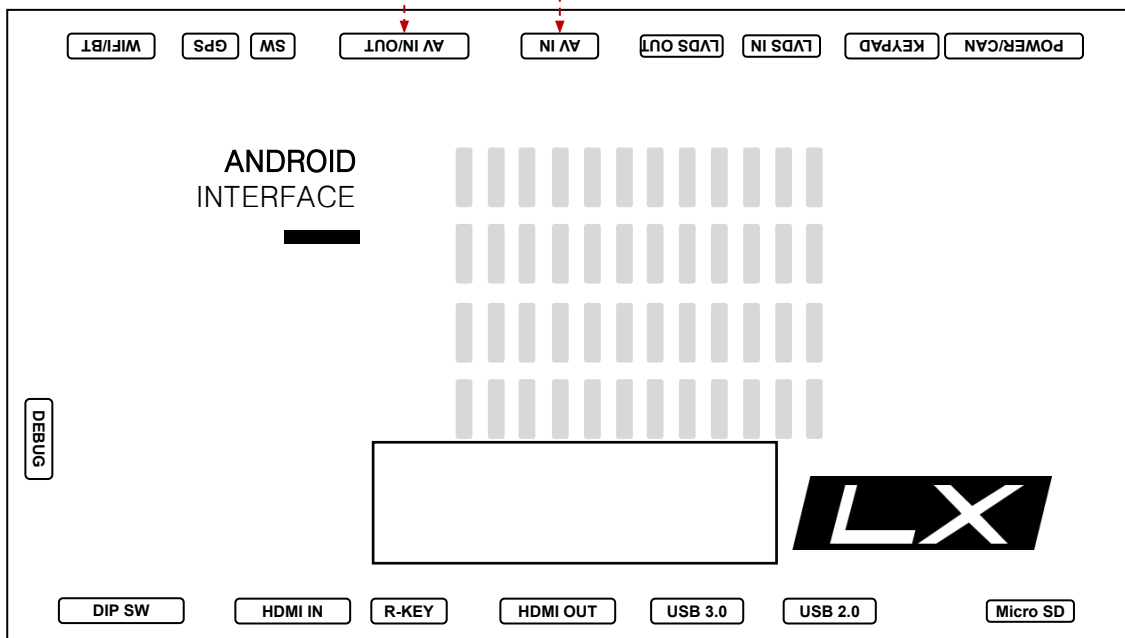 WIFI/BT
GPS
SW
AV IN/OUT
AV IN
LVDS OUT
LVDS IN
KEYPAD
POWER/CAN
ANDROID
INTERFACE
DEBUG
LX
DIP SW
HDMI IN
R-KEY
HDMI OUT
USB 3.0
USB 2.0
Micro SD